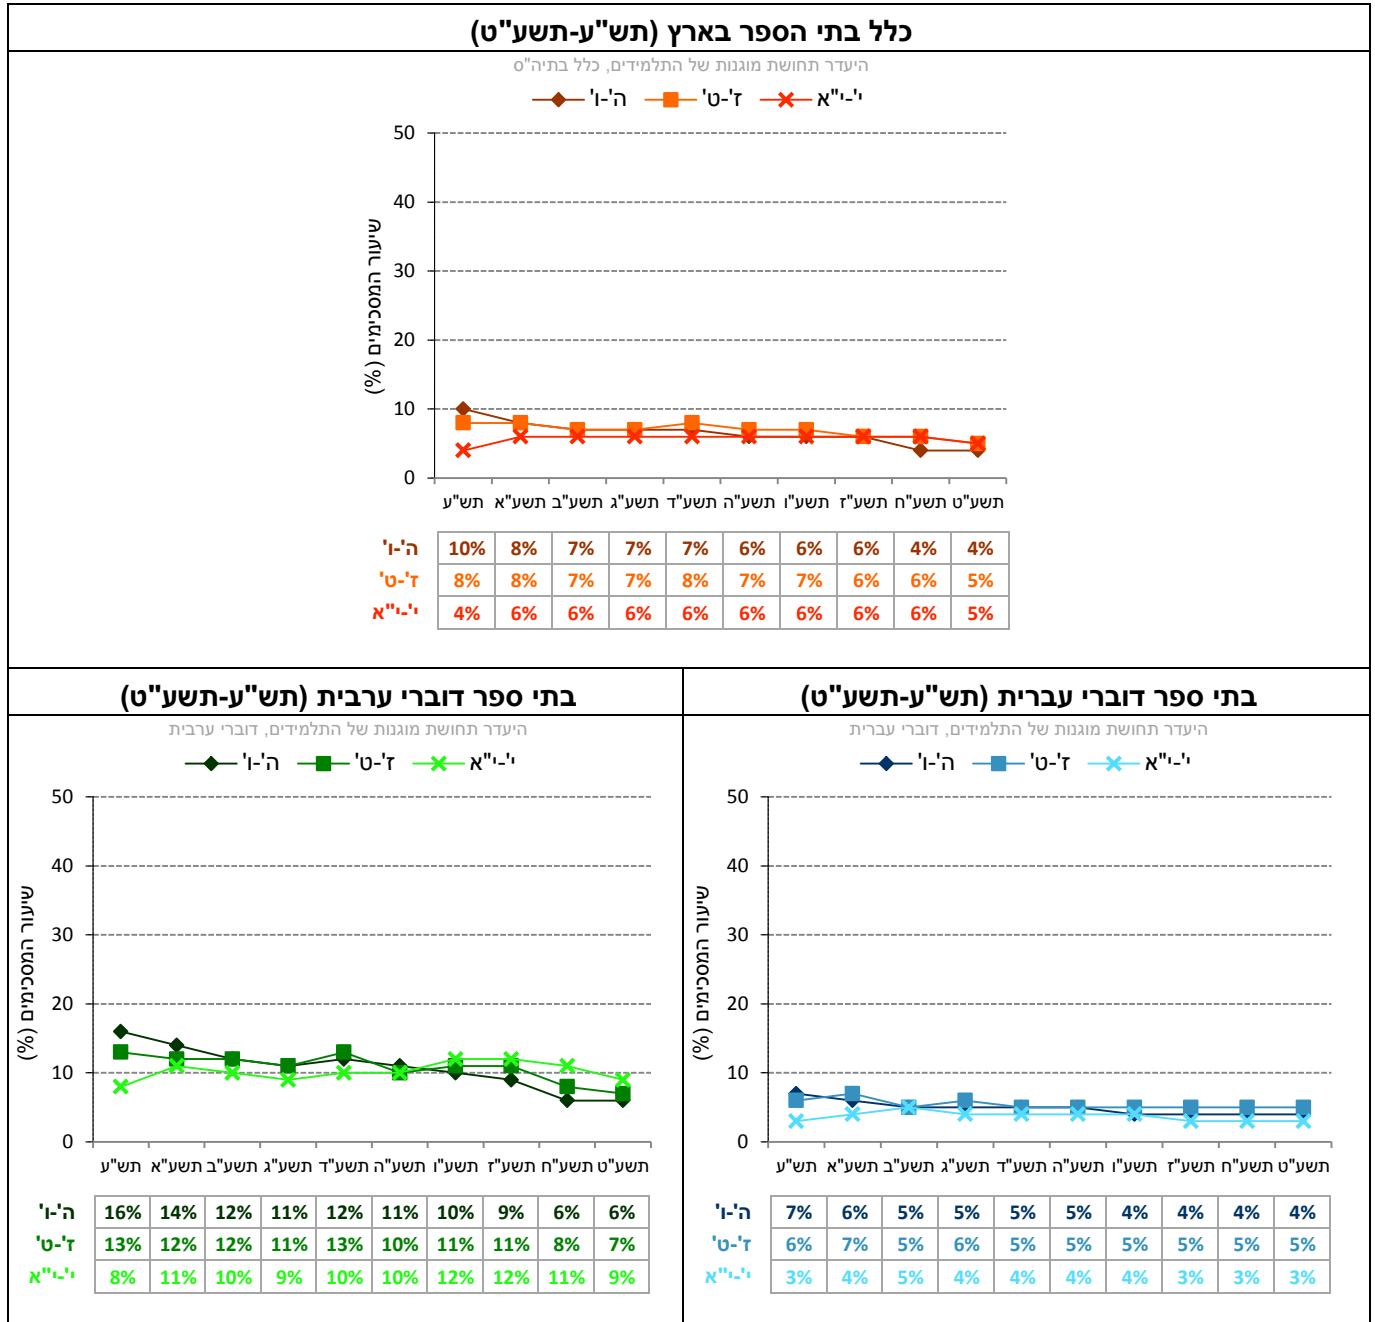 כלל בתי הספר בארץ (תש"ע-תשע"ט)
היעדר תחושת מוגנות של התלמידים, כלל בתיה"ס
ה'-ו' ז'-ט' י'-י"א
שיעור המסכימים (%)
50
40
30
20
10
0
תש"ע תשע"א תשע"ב תשע"ג תשע"ד תשע"ה תשע"ו תשע"ז תשע"ח תשע"ט
ה'-ו' 10% 8% 7% 7% 7% 6% 6% 6% 4% 4%
ז'-ט' 8% 8% 7% 7% 8% 7% 7% 6% 6% 5%
י'-י"א 4% 6% 6% 6% 6% 6% 6% 6% 6% 5%
בתי ספר דוברי עברית (תש"ע-תשע"ט)
היעדר תחושת מוגנות של התלמידים, דוברי עברית
ה'-ו' ז'-ט' י'-י"א
שיעור המסכימים (%)
50
40
30
20
10
0
תש"ע תשע"א תשע"ב תשע"ג תשע"ד תשע"ה תשע"ו תשע"ז תשע"ח תשע"ט
ה'-ו' 7% 6% 5% 5% 5% 5% 4% 4% 4% 4%
ז'-ט' 6% 7% 5% 6% 5% 5% 5% 5% 5% 5%
י'-י"א 3% 4% 5% 4% 4% 4% 4% 3% 3% 3%
בתי ספר דוברי ערבית (תש"ע-תשע"ט)
היעדר תחושת מוגנות של התלמידים, דוברי ערבית
ה'-ו' ז'-ט' י'-י"א
שיעור המסכימים (%)
50
40
30
20
10
0
תש"ע תשע"א תשע"ב תשע"ג תשע"ד תשע"ה תשע"ו תשע"ז תשע"ח תשע"ט
ה'-ו' 16% 14% 12% 11% 12% 11% 10% 9% 6% 6%
ז'-ט' 13% 12% 12% 11% 13% 10% 11% 11% 8% 7%
י'-י"א 8% 11% 10% 9% 10% 10% 12% 12% 11% 9%